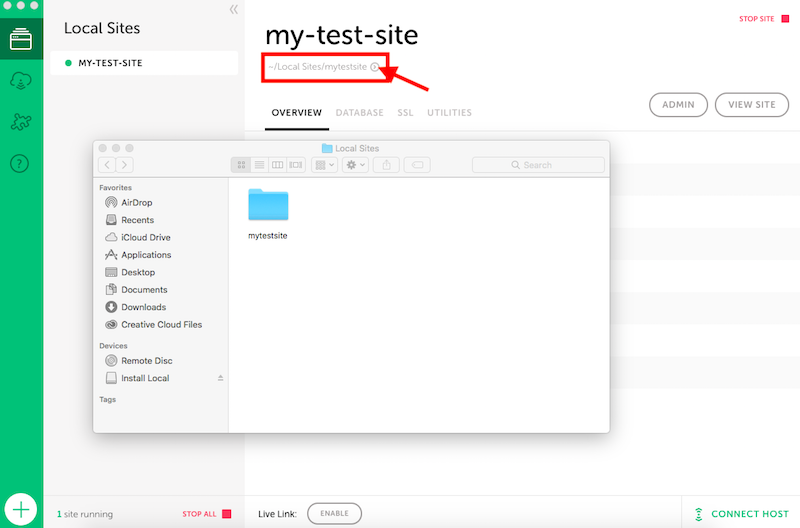 Local Sites
MY-TEST-SITE
my-test-site
~/Local Sites/mytestsite
STOP SITE
OVERVIEW DATABASE SSL UTILITIES
ADMIN VIEW SITE
Local Sites
Search
Favorites
AirDrop
Recents
iCloud Drive
Applications
Desktop
Documents
Downloads
Creative Cloud Files
Devices
Remote Disc
Install Local
Tags
mytestsite
1 site running
STOP ALL
Live Link: ENABLE
CONNECT HOST